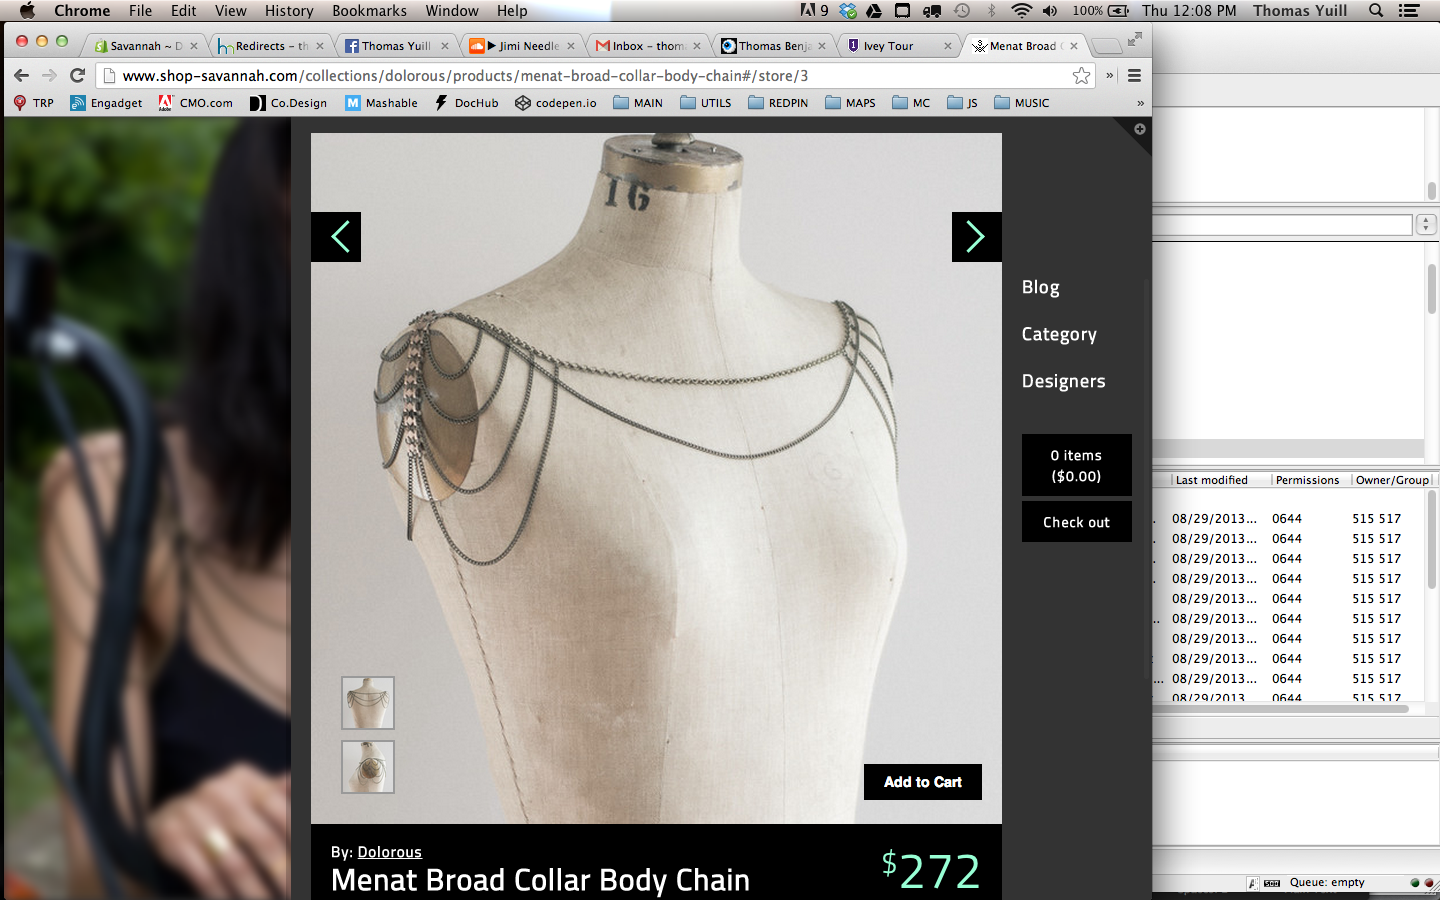 Chrome File Edit View History Bookmarks Window Help 9 100% Thu 12:08 PM Thomas Yuill
Savannah ~ D Redirects – th Thomas Yuill Jimi Needle Inbox – thom Thomas Benja Ivey Tour Menat Broad C
www.shop-savannah.com/collections/dolorous/products/menat-broad-collar-body-chain#/store/3 »
TRP Engadget CMO.com Co.Design Mashable DocHub codepen.io MAIN UTILS REDPIN MAPS MC JS MUSIC »
16
Blog
Category
Designers
0 items
($0.00)
Check out
Add to Cart
By: Dolorous
Menat Broad Collar Body Chain
$272
Last modified Permissions Owner/Group
08/29/2013... 0644 515 517
08/29/2013... 0644 515 517
08/29/2013... 0644 515 517
08/29/2013... 0644 515 517
08/29/2013... 0644 515 517
08/29/2013... 0644 515 517
08/29/2013... 0644 515 517
08/29/2013... 0644 515 517
08/29/2013... 0644 515 517
08/29/2013 0644 515 517
Queue: empty